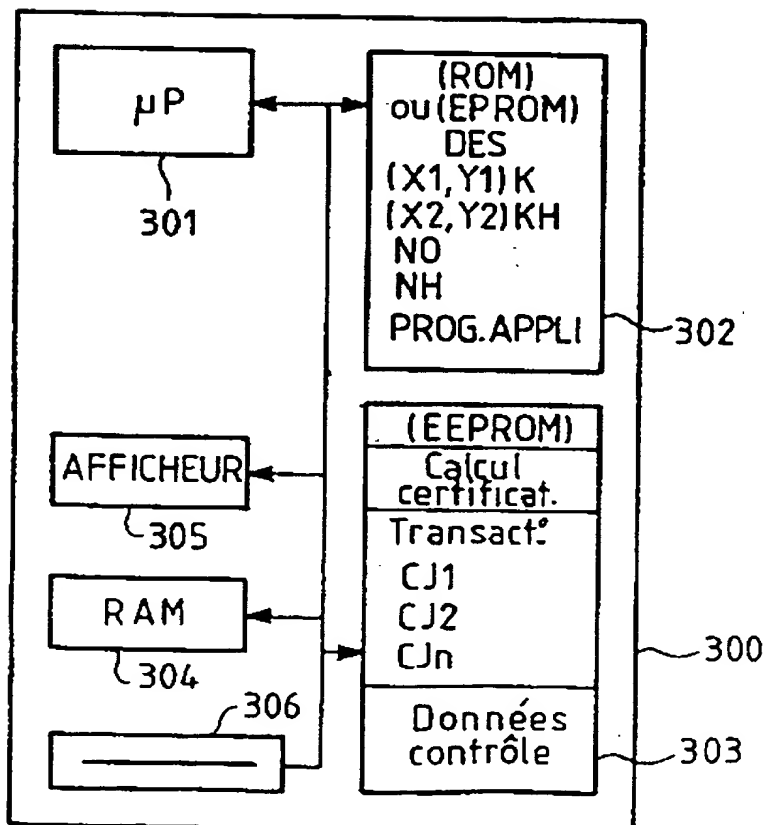 µP
301
(ROM)
ou (EPROM)
DES
(X1, Y1) K
(X2, Y2) KH
NO
NH
PROG. APPLI
302
AFFICHEUR
305
RAM
304
306
(EEPROM)
Calcul
certificat.
Transact.º
CJ1
CJ2
CJn
300
Données
contrôle
303